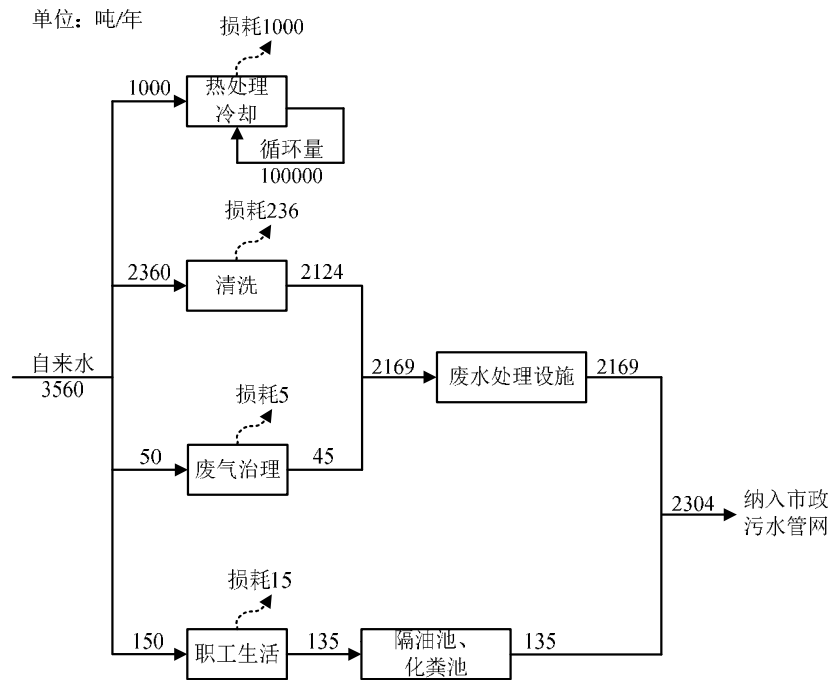 单位：吨/年
损耗1000
1000
热处理
冷却
循环量
100000
损耗236
2360
清洗
2124
自来水
3560
2169
废水处理设施
2169
损耗5
50
废气治理
45
2304
纳入市政
污水管网
损耗15
150
职工生活
135
隔油池、
化粪池
135